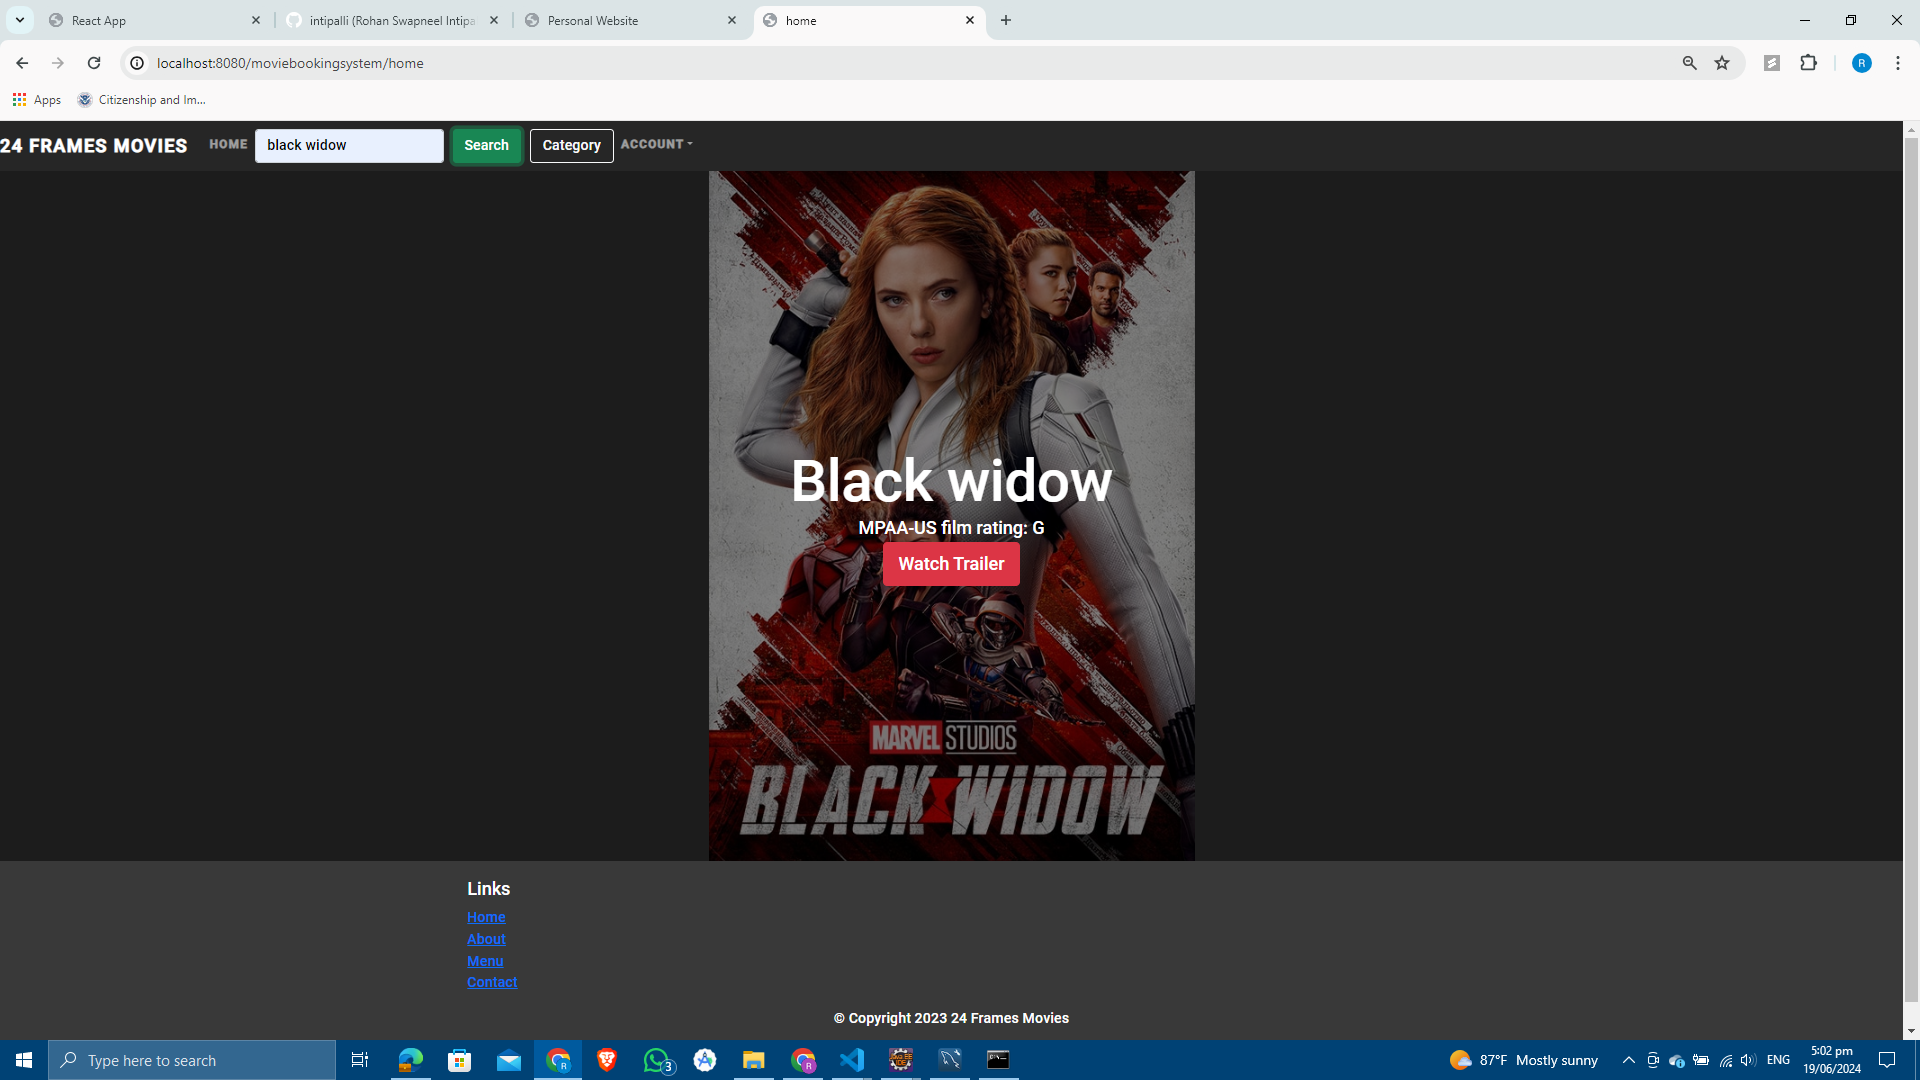 React App
intipalli (Rohan Swapneel Intipa
Personal Website
home
localhost:8080/moviebookingsystem/home
R
Apps
Citizenship and Im...
24 FRAMES MOVIES
HOME
black widow
Search
Category
ACCOUNT
Black widow
MPAA-US film rating: G
Watch Trailer
MARVEL STUDIOS
BLACK WIDOW
Links
Home
About
Menu
Contact
© Copyright 2023 24 Frames Movies
Type here to search
3
87°F Mostly sunny
ENG
5:02 pm
19/06/2024